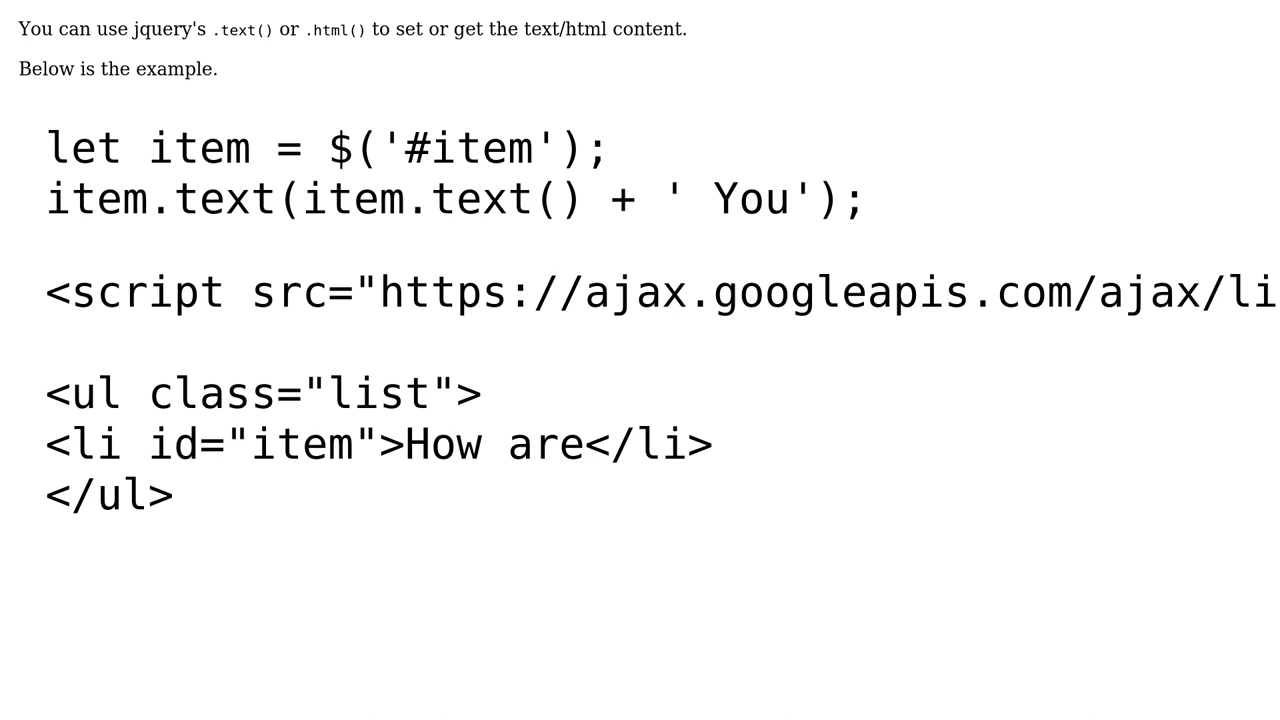 You can use jquery's .text() or .html() to set or get the text/html content.
Below is the example.
let item = $('#item');
item.text(item.text() + ' You');
<script src="https://ajax.googleapis.com/ajax/li
<ul class="list">
<li id="item">How are</li>
</ul>